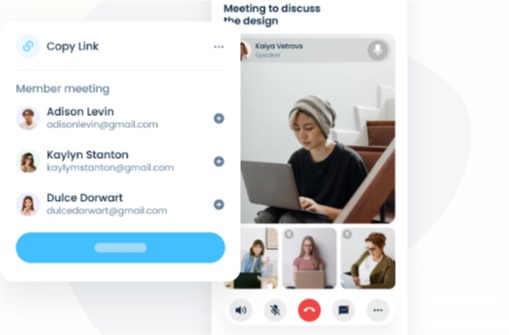 Meeting to discuss
the design
Copy Link
Kaiya Vetrovs
Speaker
Member meeting
Adison Levin
adisonlevin@gmail.com
Kaylyn Stanton
kaylynstanton@gmail.com
Dulce Dorwart
dulcedorwart@gmail.com